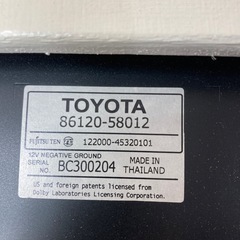 TOYOTA
86120-58012
FUJITSU TEN 122000-45320101
12V NEGATIVE GROUND
SERIAL NO. BC300204 MADE IN THAILAND
US and foreign patents licensed from
Dolby Laboratories Licensing Corporation.